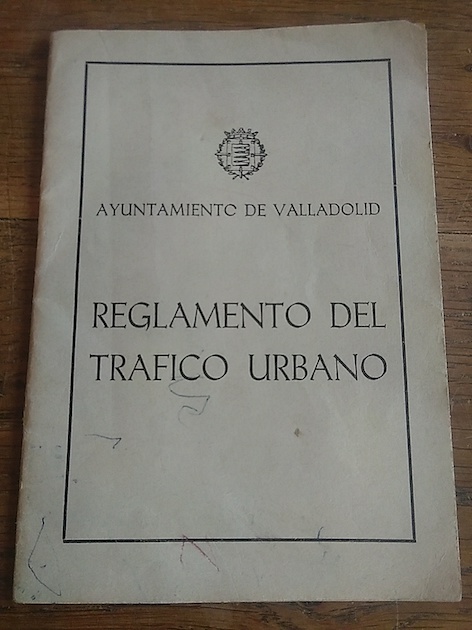 AYUNTAMIENTO DE VALLADOLID
REGLAMENTO DEL
TRAFICO URBANO